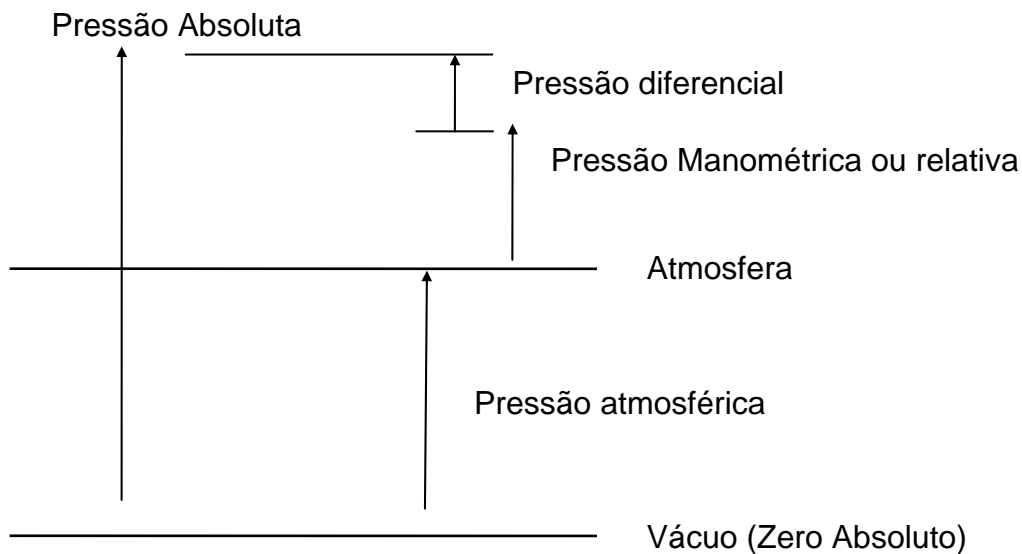 Pressão Absoluta
Pressão diferencial
Pressão Manométrica ou relativa
Atmosfera
Pressão atmosférica
Vácuo (Zero Absoluto)